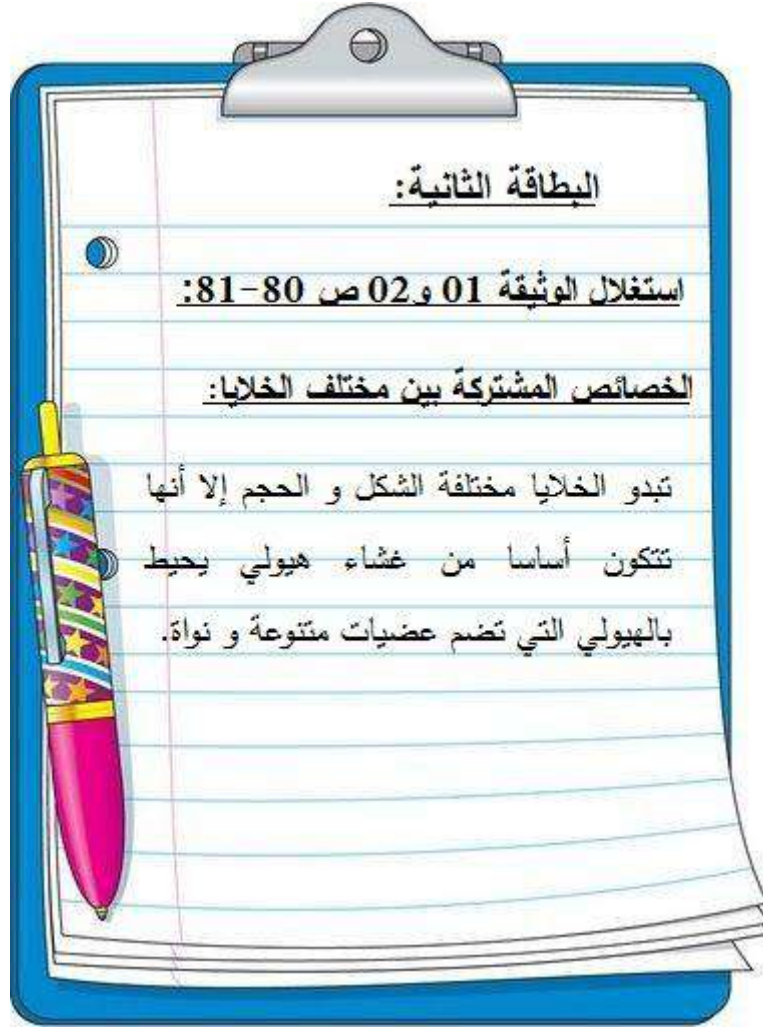 البطاقة الثانية:
استغلال الوثيقة 01 و02 ص 80-81:
الخصائص المشتركة بين مختلف الخلايا:
تبدو الخلايا مختلفة الشكل و الحجم إلا أنها
تتكون أساسا من غشاء هيولي يحيط
بالهيولي التي تضم عضيات متنوعة و نواة.